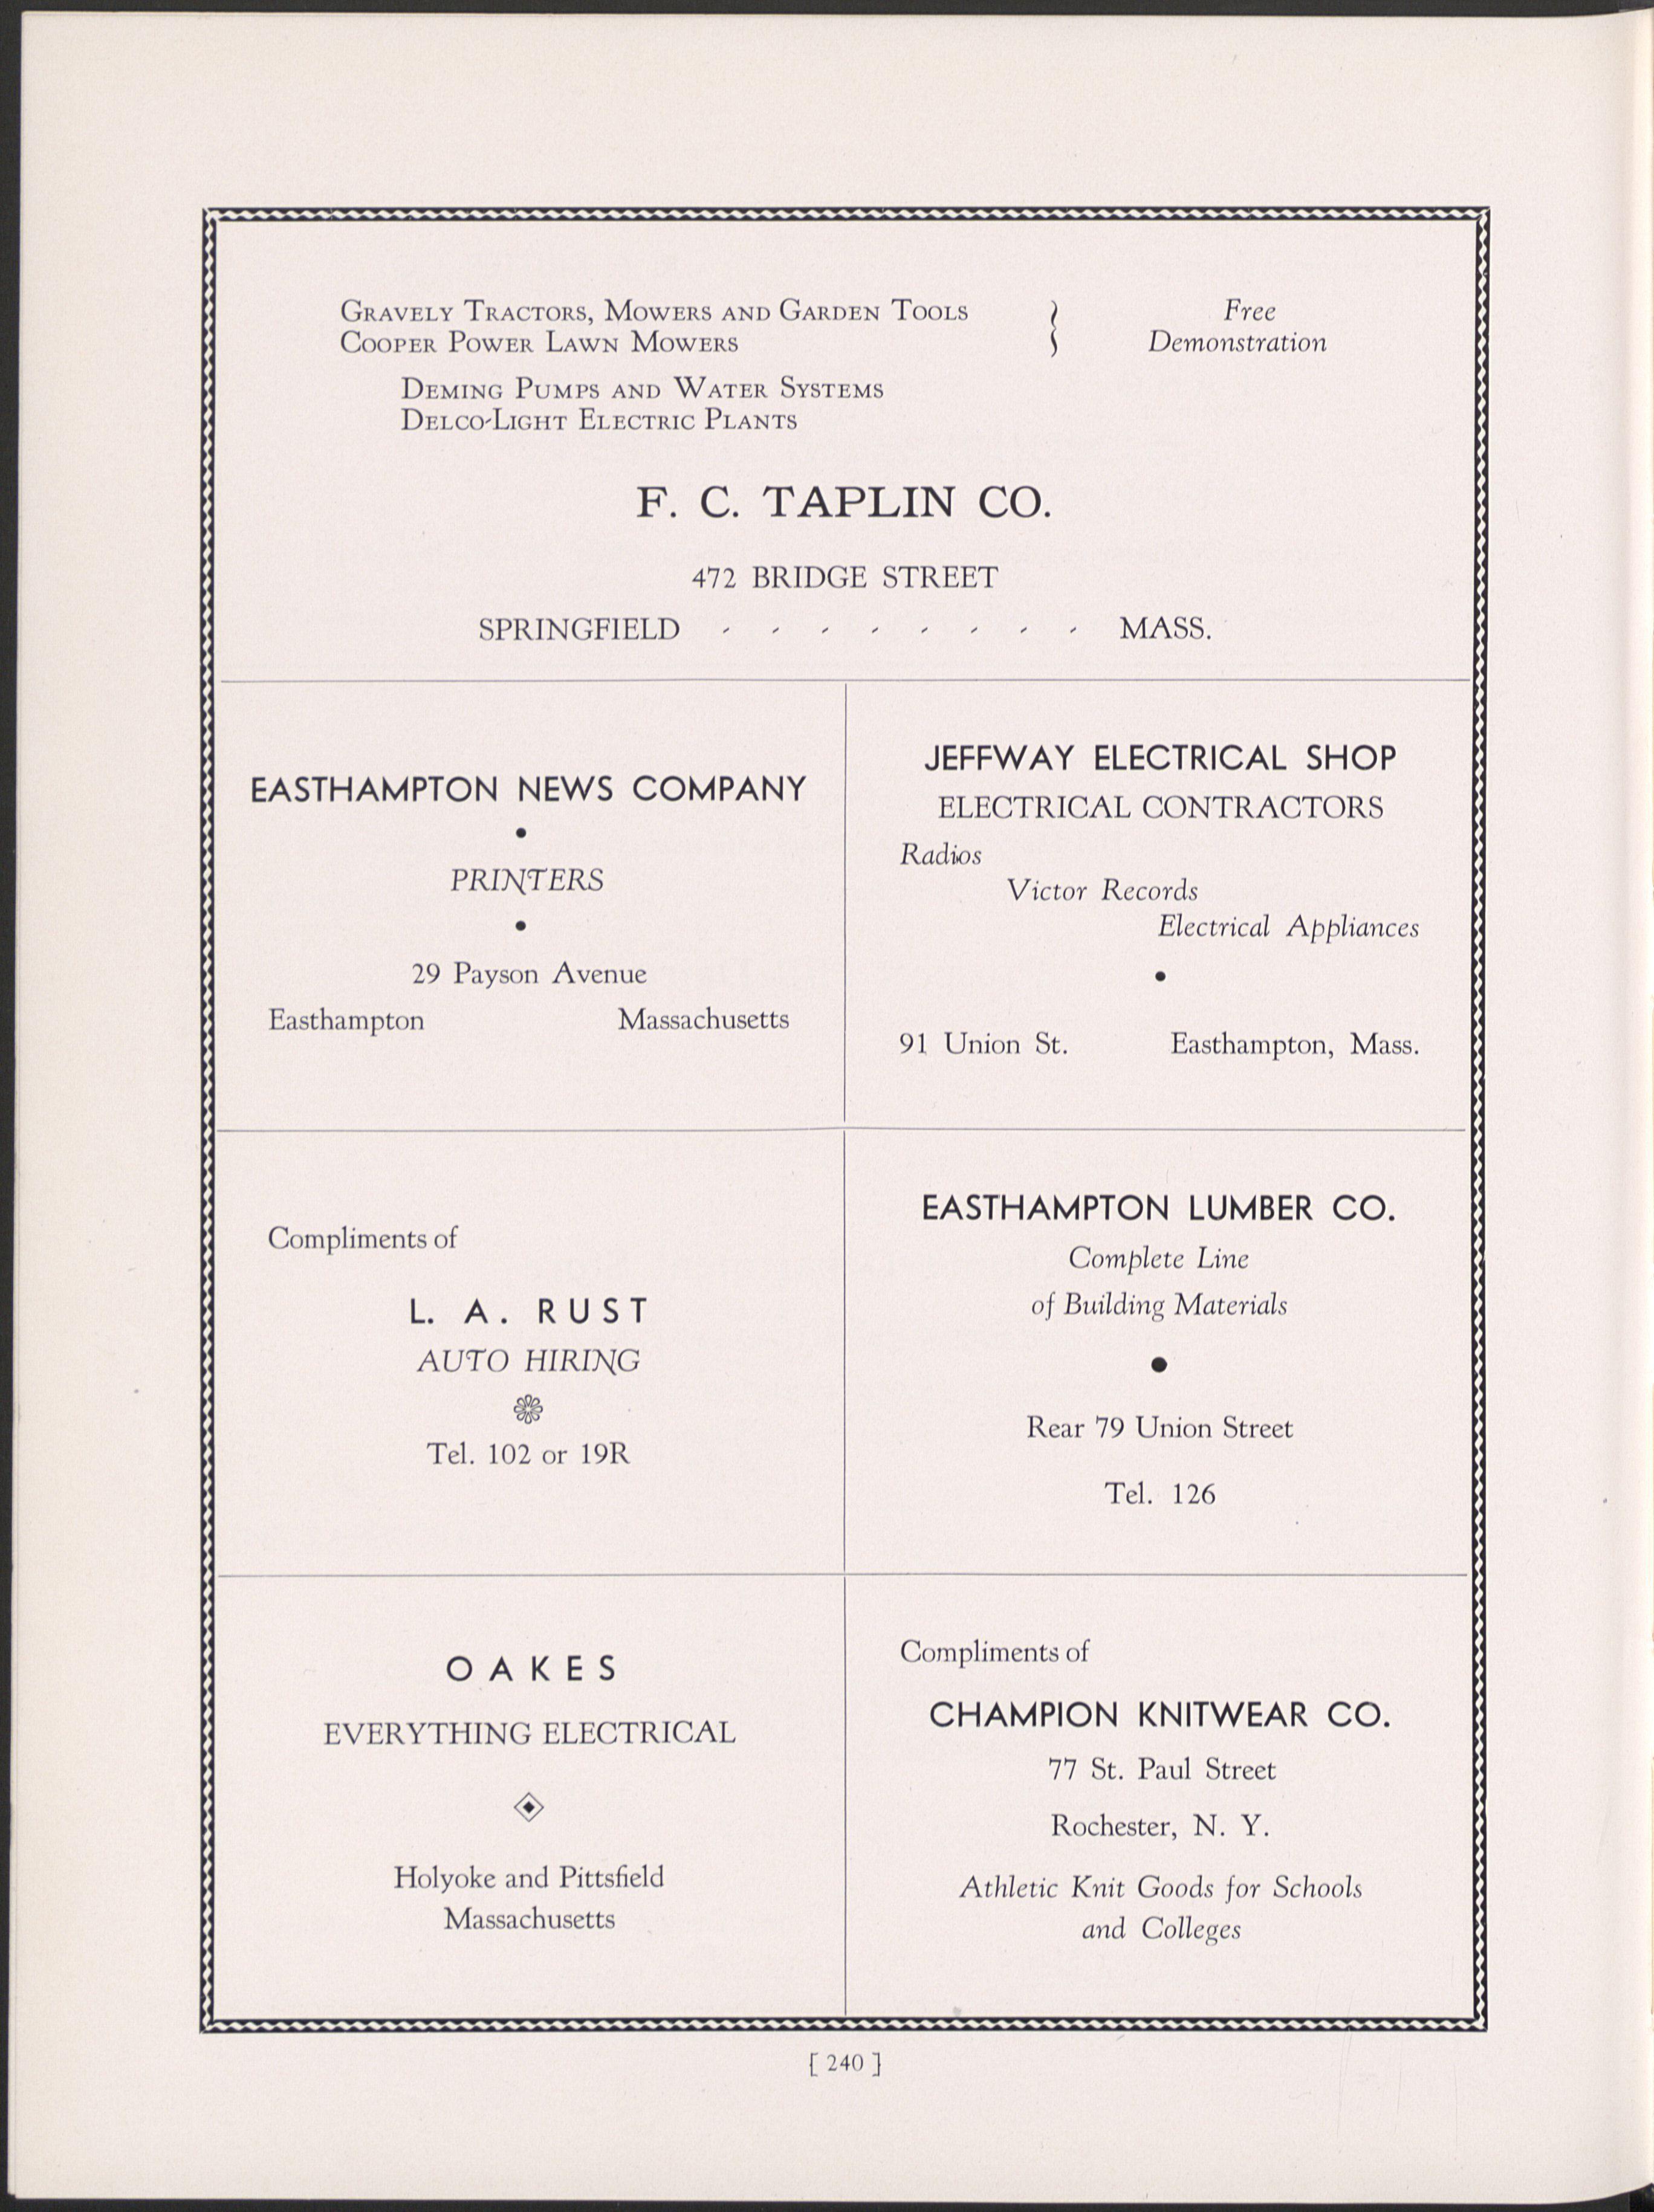 Gravely Tractors, Mowers and Garden Tools
Cooper Power Lawn Mowers
Free
Demonstration
Deming Pumps and Water Systems
Delco-Light Electric Plants
F. C. TAPLIN CO.
472 BRIDGE STREET
SPRINGFIELD - - - - - - - - MASS.
EASTHAMPTON NEWS COMPANY
•
PRINTERS
•
29 Payson Avenue
Easthampton Massachusetts
JEFFWAY ELECTRICAL SHOP
ELECTRICAL CONTRACTORS
Radios
Victor Records
Electrical Appliances
•
91 Union St. Easthampton, Mass.
Compliments of
L. A. RUST
AUTO HIRING
Tel. 102 or 19R
EASTHAMPTON LUMBER CO.
Complete Line
of Building Materials
•
Rear 79 Union Street
Tel. 126
OAKES
EVERYTHING ELECTRICAL
Holyoke and Pittsfield
Massachusetts
Compliments of
CHAMPION KNITWEAR CO.
77 St. Paul Street
Rochester, N. Y.
Athletic Knit Goods for Schools
and Colleges
[ 240 ]